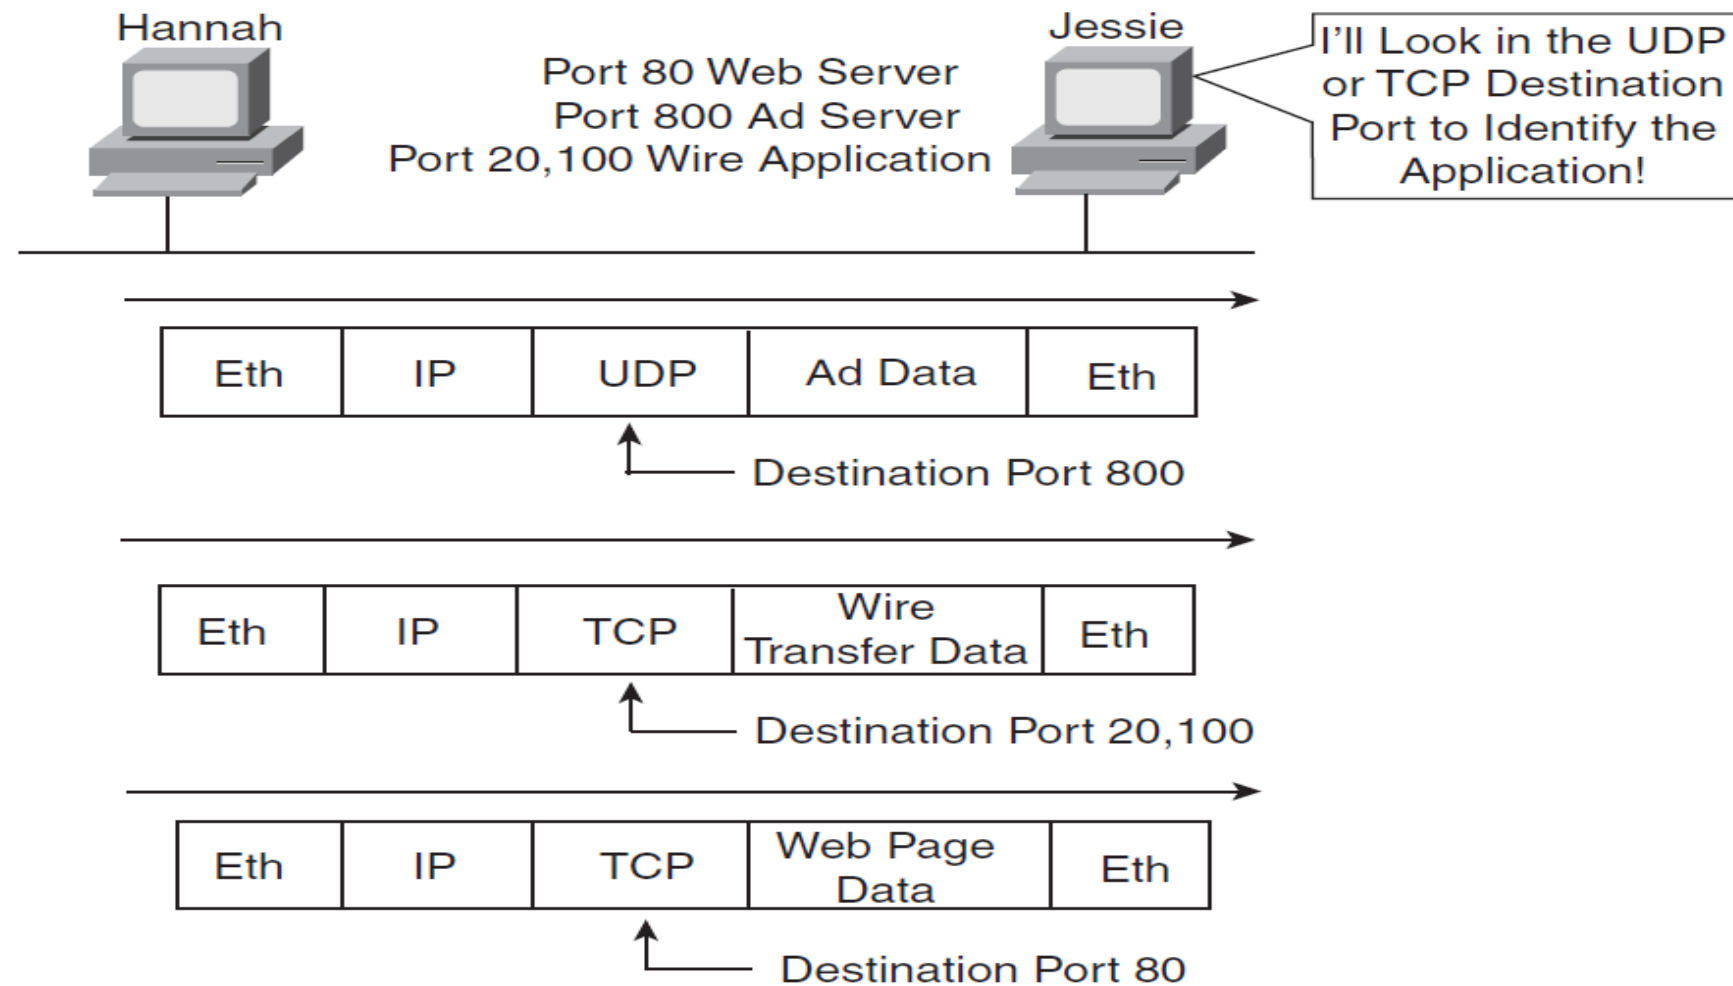 Hannah
Jessie
Port 80 Web Server
Port 800 Ad Server
Port 20,100 Wire Application
I'll Look in the UDP
or TCP Destination
Port to Identify the
Application!
Eth
IP
UDP
Ad Data
Eth
Destination Port 800
Eth
IP
TCP
Wire
Transfer Data
Eth
Destination Port 20,100
Eth
IP
TCP
Web Page
Data
Eth
Destination Port 80